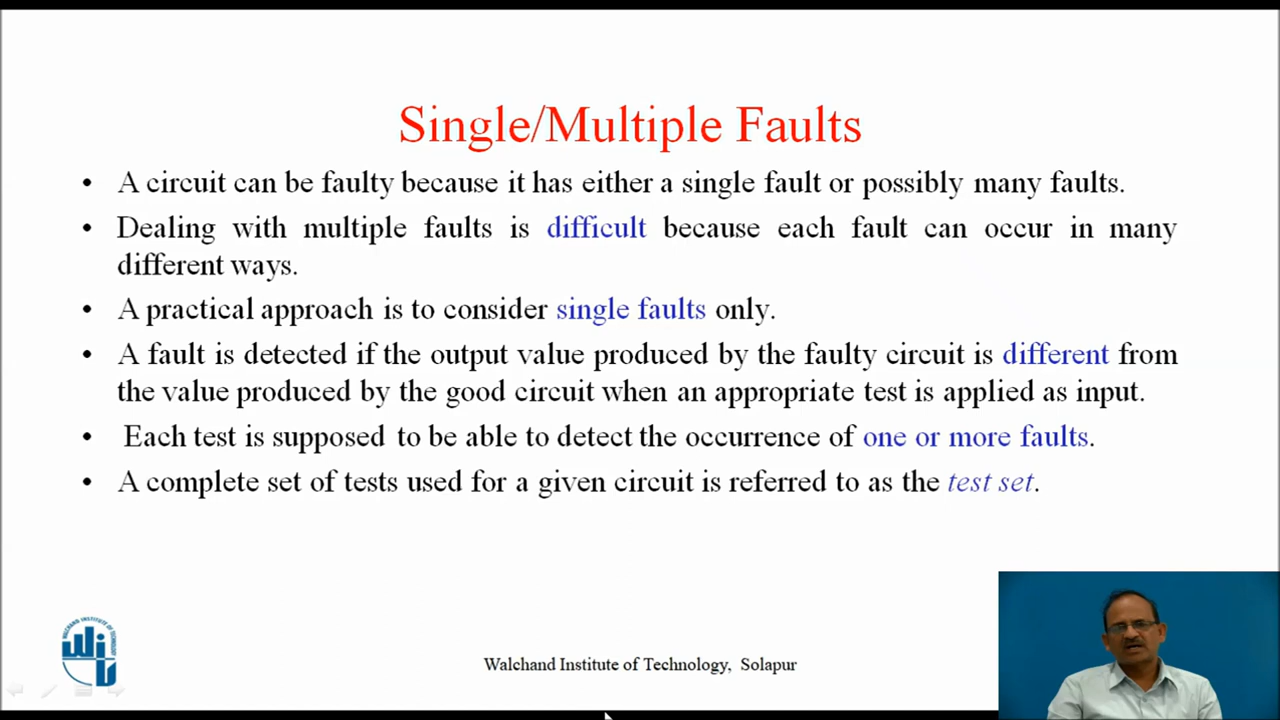 Single/Multiple Faults
• A circuit can be faulty because it has either a single fault or possibly many faults.
• Dealing with multiple faults is difficult because each fault can occur in many
different ways.
• A practical approach is to consider single faults only.
• A fault is detected if the output value produced by the faulty circuit is different from
the value produced by the good circuit when an appropriate test is applied as input.
• Each test is supposed to be able to detect the occurrence of one or more faults.
• A complete set of tests used for a given circuit is referred to as the test set.
WALCHAND INSTITUTE OF TECHNOLOGY
WIT
Walchand Institute of Technology, Solapur